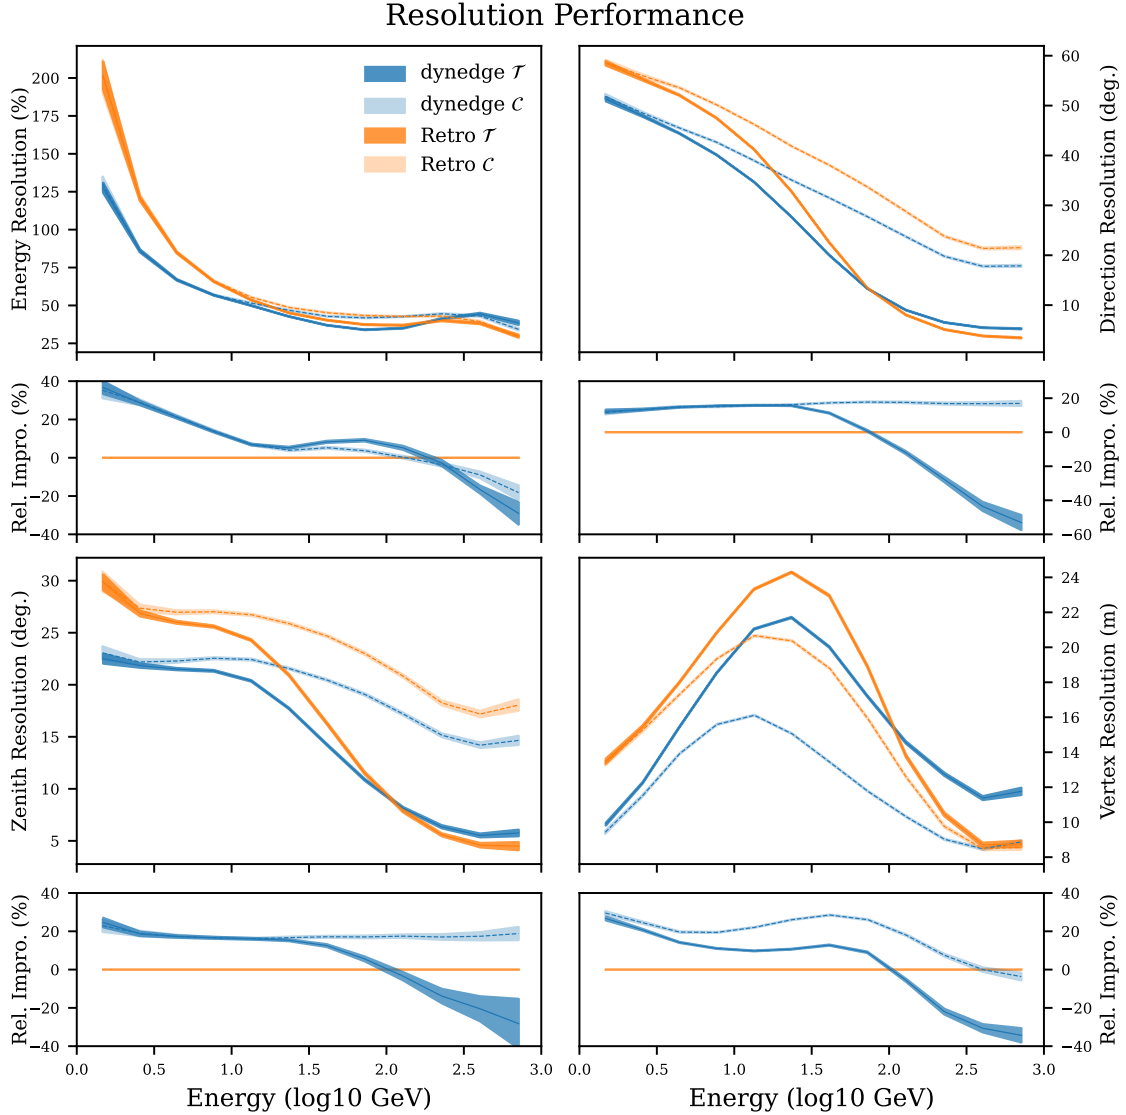 Resolution Performance
Energy Resolution (%)
200
175
150
125
100
75
50
25
dynedge 𝒯
dynedge 𝒞
Retro 𝒯
Retro 𝒞
Direction Resolution (deg.)
60
50
40
30
20
10
Rel. Impro. (%)
40
20
0
−20
−40
Rel. Impro. (%)
20
0
−20
−40
−60
Zenith Resolution (deg.)
30
25
20
15
10
5
Vertex Resolution (m)
24
22
20
18
16
14
12
10
8
Rel. Impro. (%)
40
20
0
−20
−40
Rel. Impro. (%)
40
20
0
−20
−40
0.0 0.5 1.0 1.5 2.0 2.5 3.0
Energy (log10 GeV)
0.0 0.5 1.0 1.5 2.0 2.5 3.0
Energy (log10 GeV)